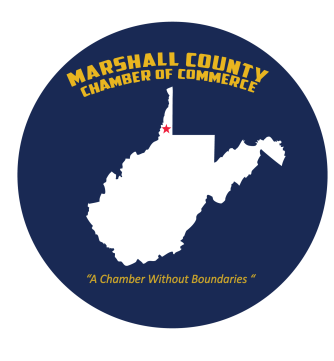 MARSHALL COUNTY
CHAMBER OF COMMERCE
“A Chamber Without Boundaries “